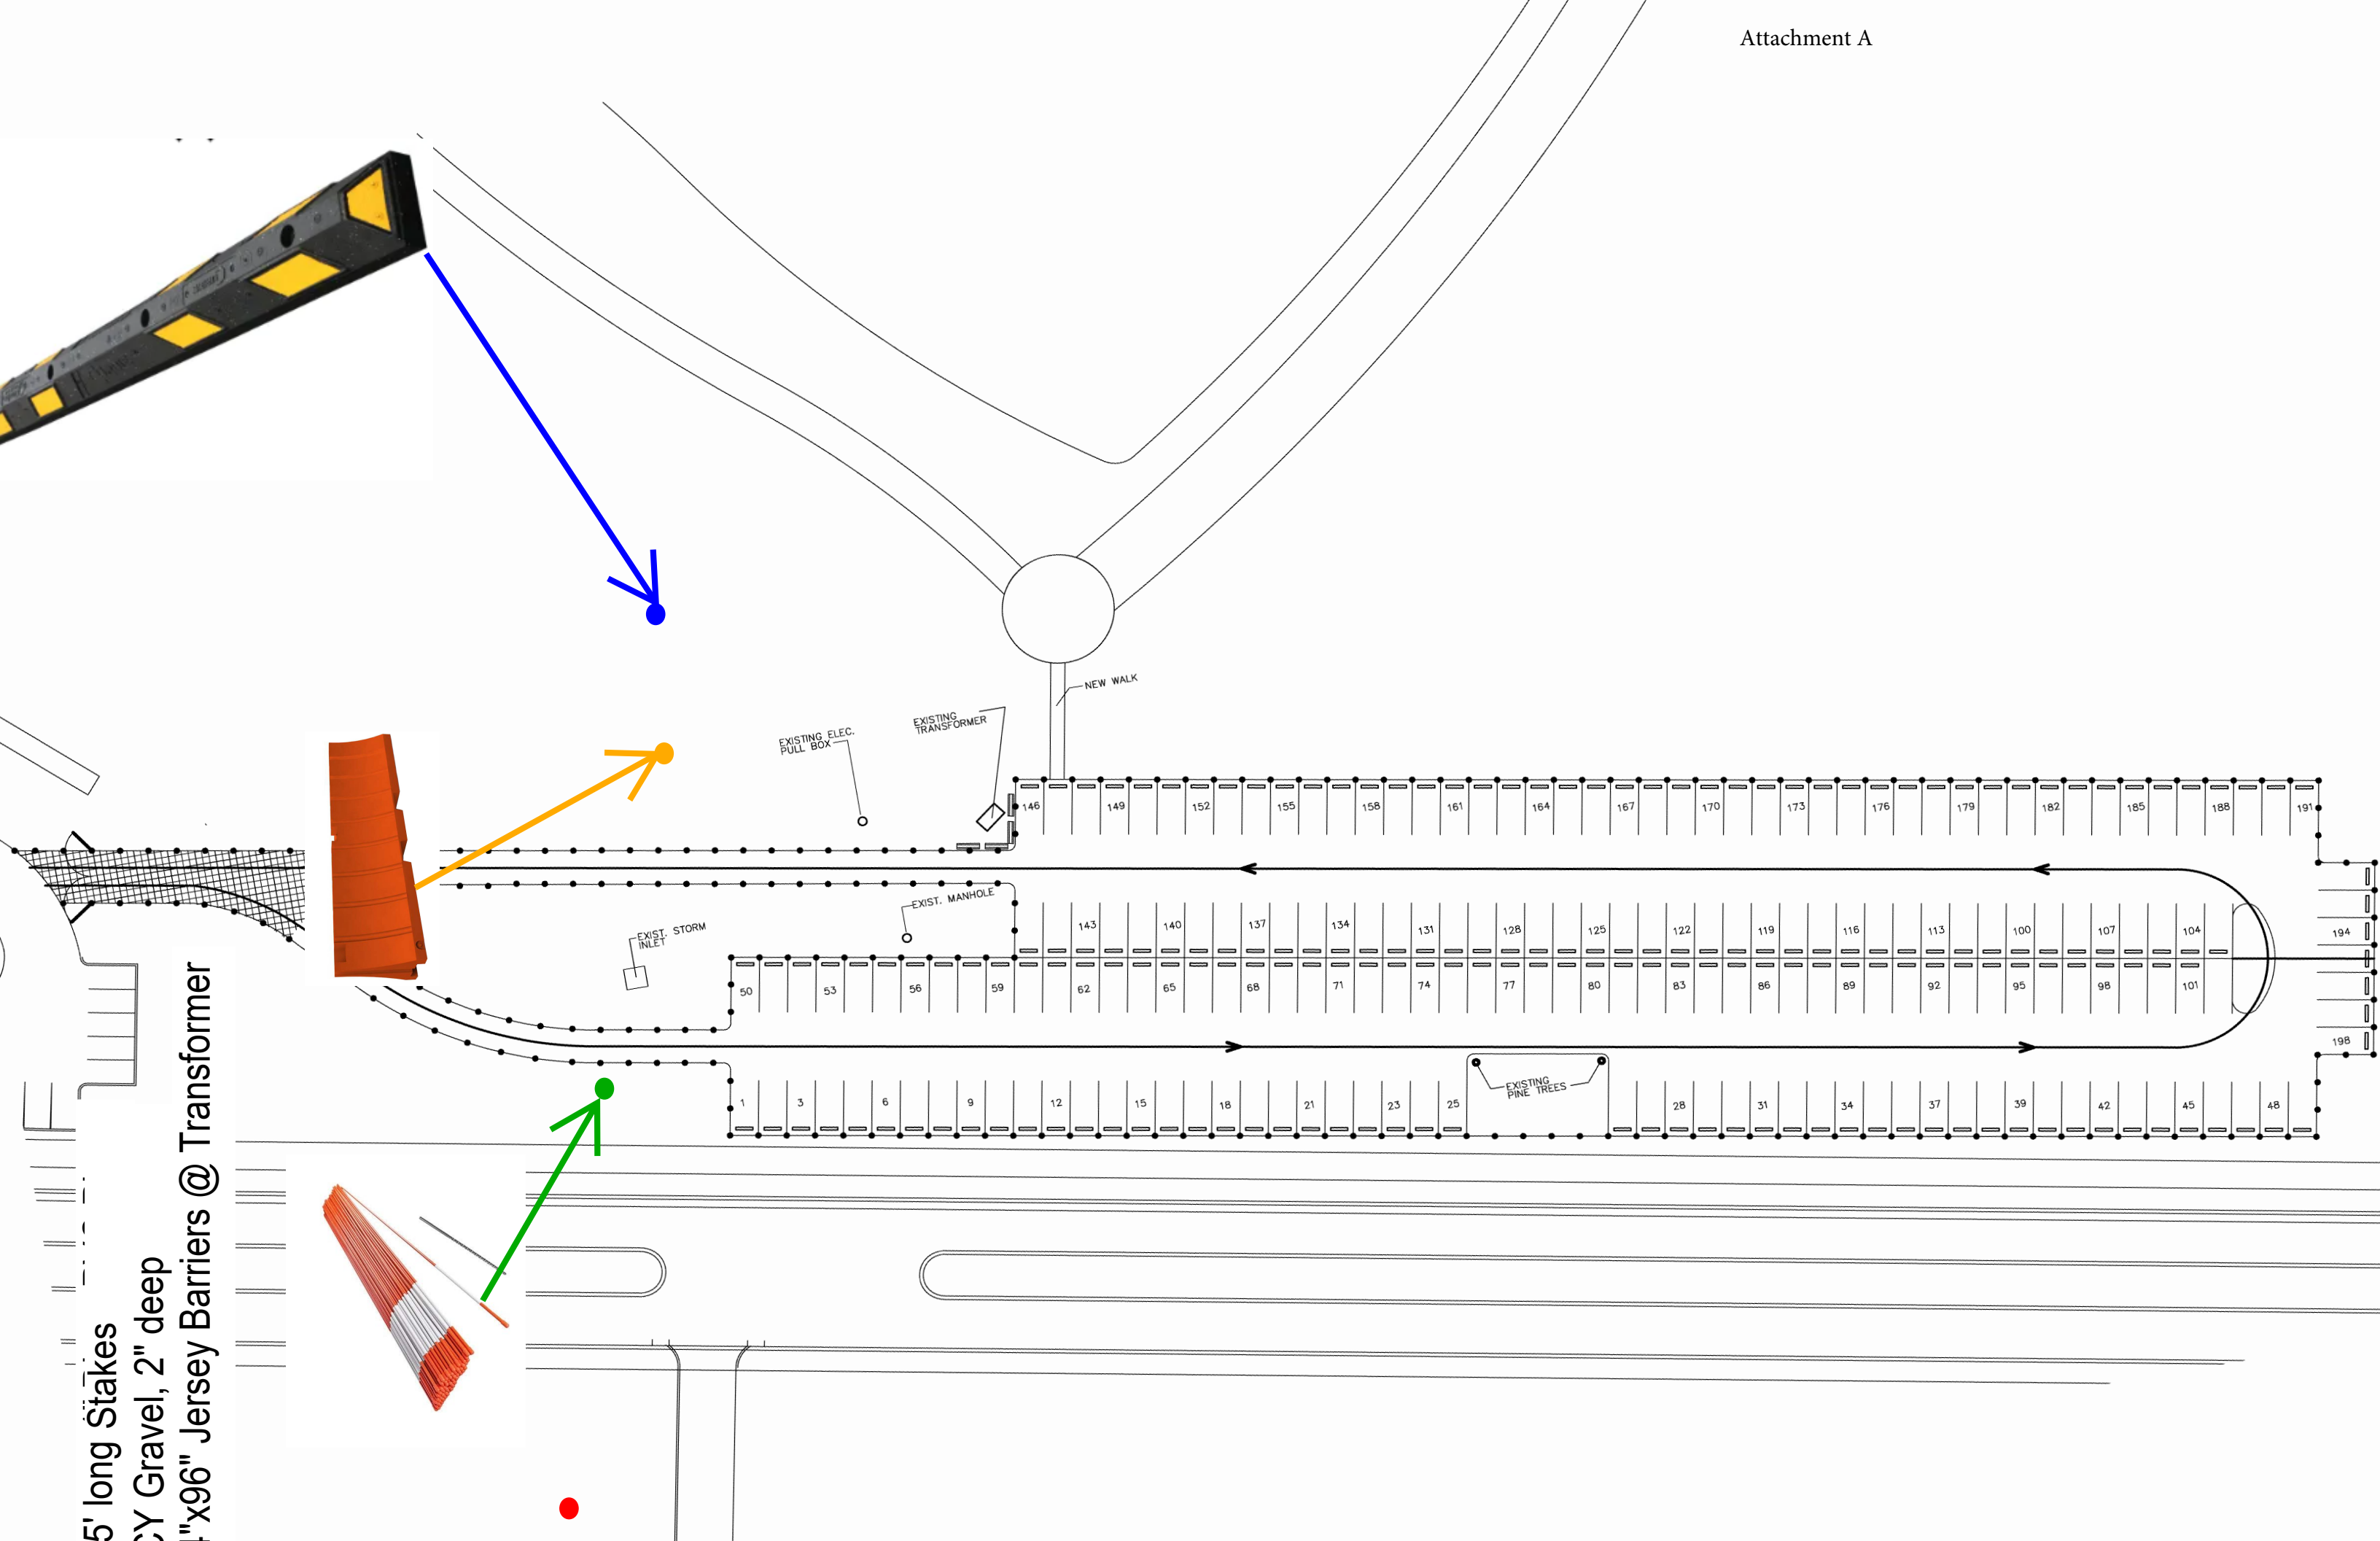 Attachment A
NEW WALK
EXISTING
TRANSFORMER
EXISTING ELEC.
PULL BOX
146 149 152 155 158 161 164 167 170 173 176 179 182 185 188 191
EXIST. MANHOLE
EXIST. STORM
INLET
143 140 137 134 131 128 125 122 119 116 113 100 107 104 194
50 53 56 59 62 65 68 71 74 77 80 83 86 89 92 95 98 101
198
EXISTING
PINE TREES
1 3 6 9 12 15 18 21 23 25 28 31 34 37 39 42 45 48
5' long Stakes
CY Gravel, 2" deep
4"x96" Jersey Barriers @ Transformer